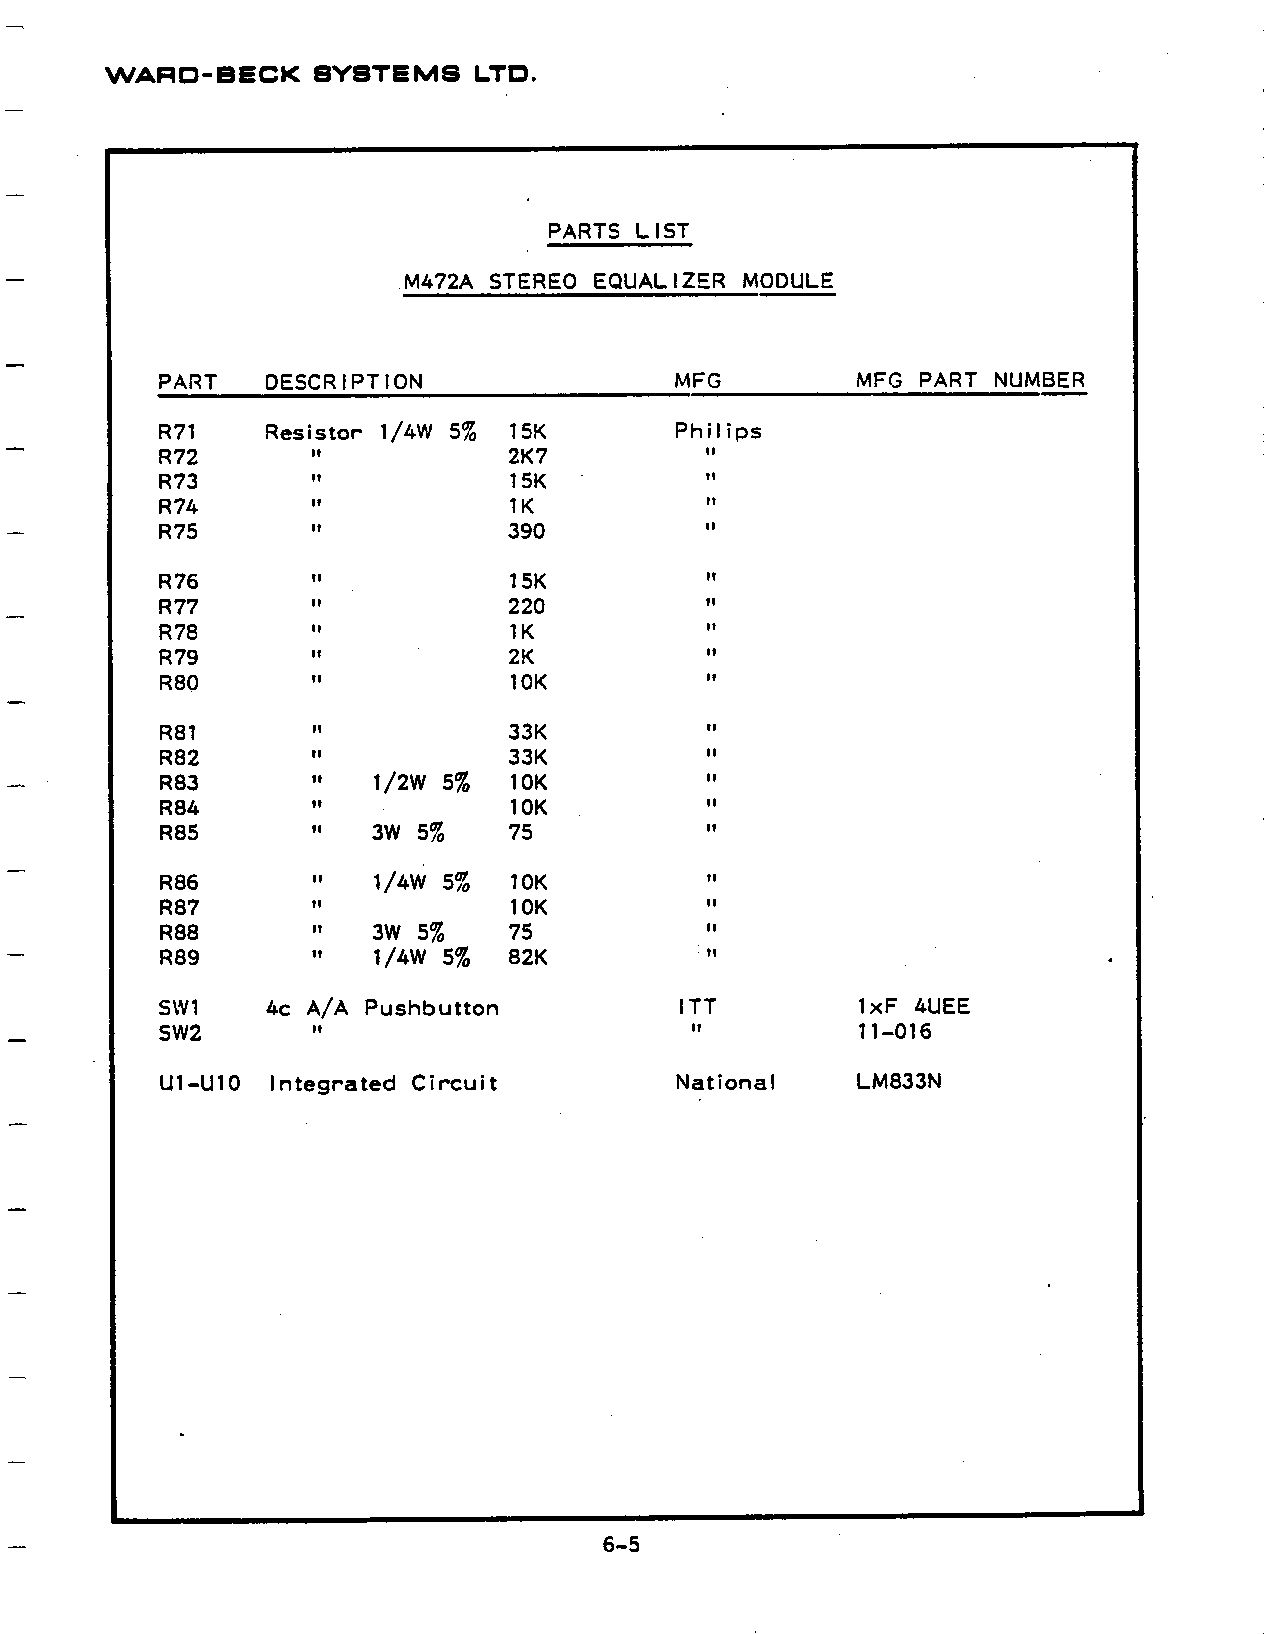 WARD-BECK SYSTEMS LTD.
PARTS LIST
M472A STEREO EQUALIZER MODULE
PART DESCRIPTION MFG MFG PART NUMBER
R71 Resistor 1/4W 5% 15K Philips
R72 " 2K7 "
R73 " 15K "
R74 " 1K "
R75 " 390 "
R76 " 15K "
R77 " 220 "
R78 " 1K "
R79 " 2K "
R80 " 10K "
R81 " 33K "
R82 " 33K "
R83 " 1/2W 5% 10K "
R84 " 10K "
R85 " 3W 5% 75 "
R86 " 1/4W 5% 10K "
R87 " 10K "
R88 " 3W 5% 75 "
R89 " 1/4W 5% 82K "
SW1 4c A/A Pushbutton ITT 1xF 4UEE
SW2 " " 11-016
U1-U10 Integrated Circuit National LM833N
6-5